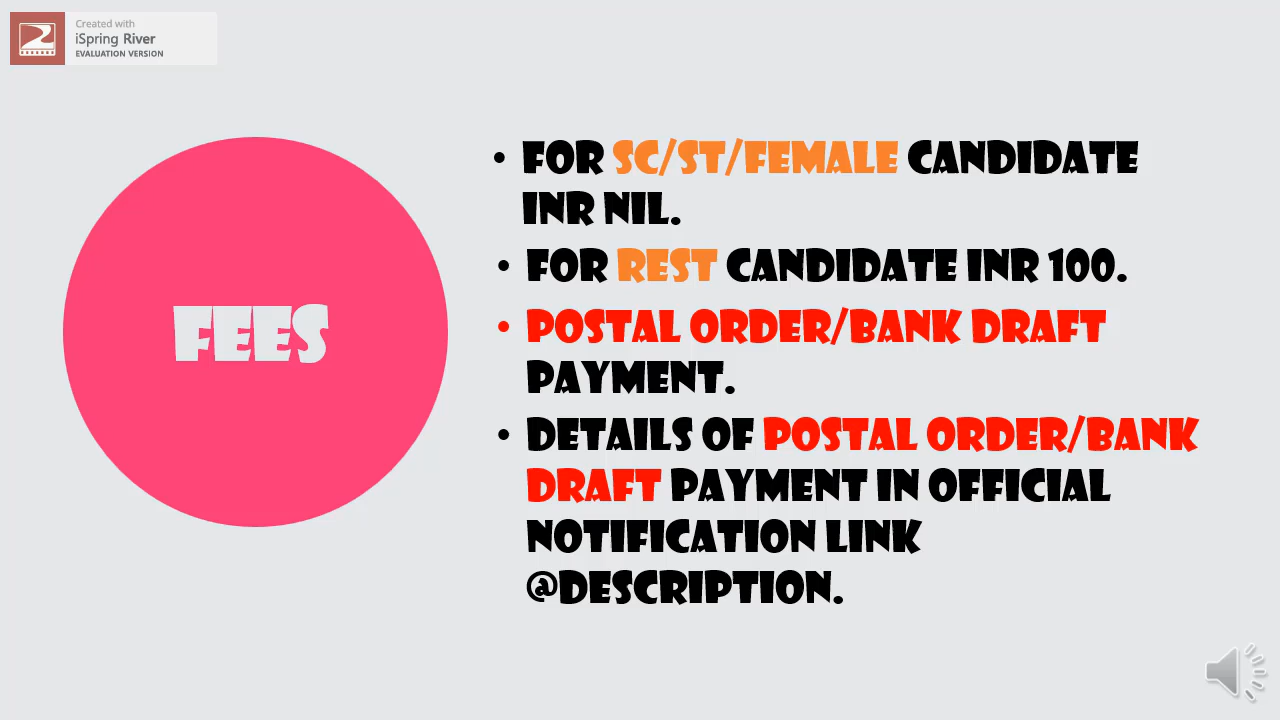 Created with
iSpring River
EVALUATION VERSION
FEES
• FOR SC/ST/FEMALE CANDIDATE
INR NIL.
• FOR REST CANDIDATE INR 100.
• POSTAL ORDER/BANK DRAFT
PAYMENT.
• DETAILS OF POSTAL ORDER/BANK
DRAFT PAYMENT IN OFFICIAL
NOTIFICATION LINK
@DESCRIPTION.